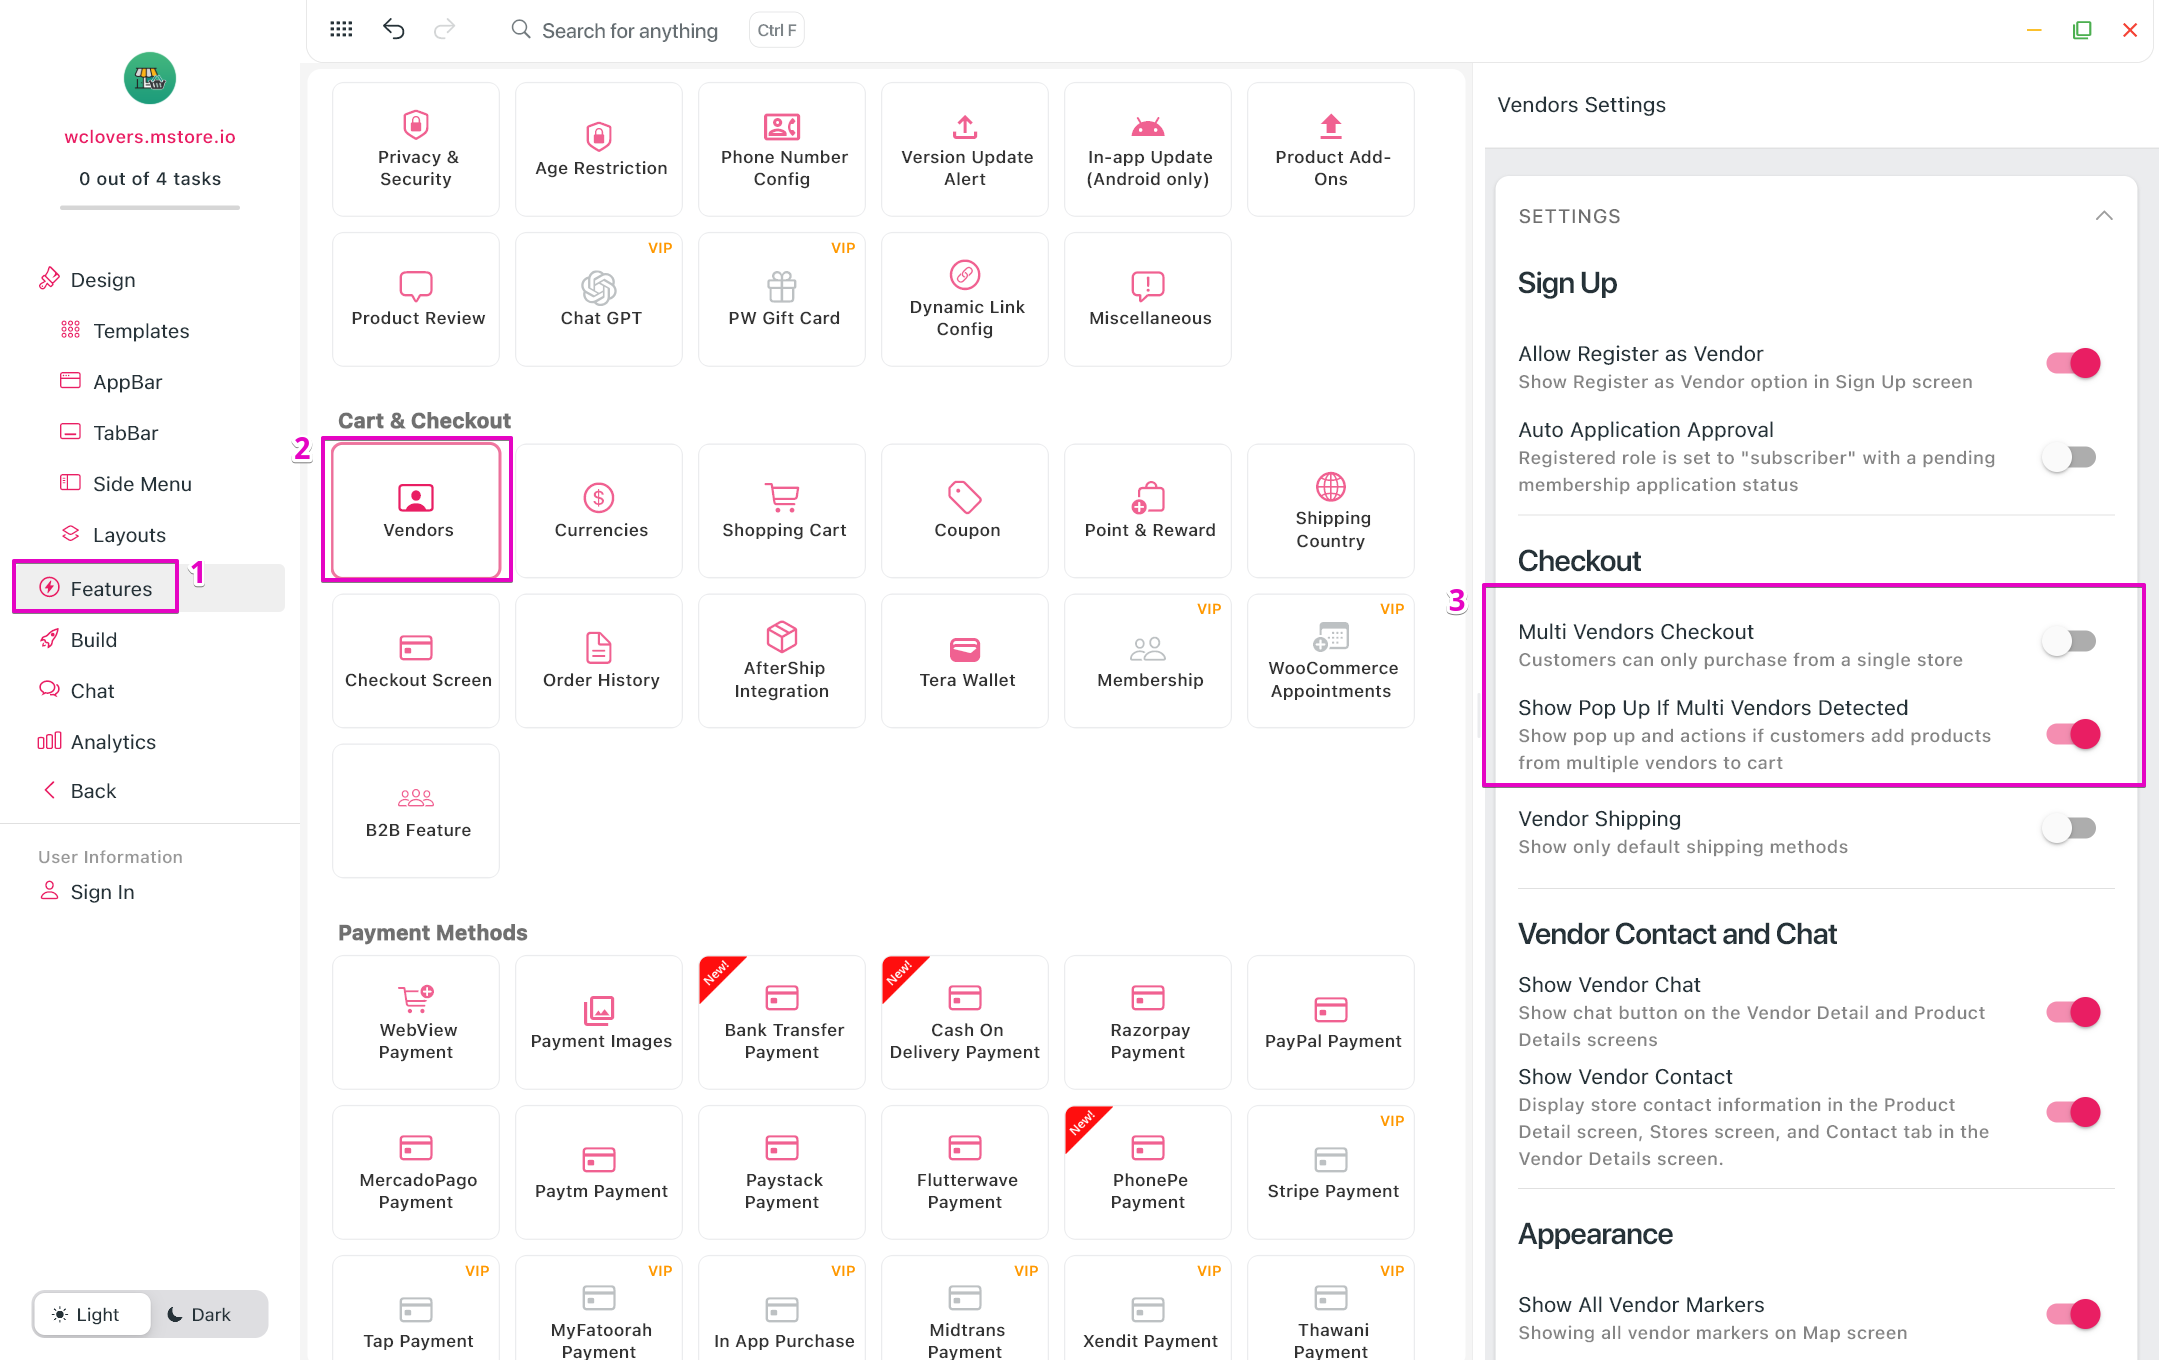 Search for anything
Ctrl F
wclovers.mstore.io
0 out of 4 tasks
Design
Templates
AppBar
TabBar
Side Menu
Layouts
Features
1
Build
Chat
Analytics
Back
User Information
Sign In
Light
Dark
Privacy &
Security
Age Restriction
Phone Number
Config
Version Update
Alert
In-app Update
(Android only)
Product Add-
Ons
Product Review
VIP
Chat GPT
VIP
PW Gift Card
Dynamic Link
Config
Miscellaneous
Cart & Checkout
2
Vendors
Currencies
Shopping Cart
Coupon
Point & Reward
Shipping
Country
Checkout Screen
Order History
AfterShip
Integration
Tera Wallet
VIP
Membership
VIP
WooCommerce
Appointments
B2B Feature
Payment Methods
WebView
Payment
Payment Images
New!
Bank Transfer
Payment
New!
Cash On
Delivery Payment
Razorpay
Payment
PayPal Payment
MercadoPago
Payment
Paytm Payment
Paystack
Payment
Flutterwave
Payment
New!
PhonePe
Payment
VIP
Stripe Payment
VIP
Tap Payment
VIP
MyFatoorah
Payment
VIP
In App Purchase
VIP
Midtrans
Payment
VIP
Xendit Payment
VIP
Thawani
Payment
Vendors Settings
SETTINGS
Sign Up
Allow Register as Vendor
Show Register as Vendor option in Sign Up screen
Auto Application Approval
Registered role is set to "subscriber" with a pending
membership application status
Checkout
3
Multi Vendors Checkout
Customers can only purchase from a single store
Show Pop Up If Multi Vendors Detected
Show pop up and actions if customers add products
from multiple vendors to cart
Vendor Shipping
Show only default shipping methods
Vendor Contact and Chat
Show Vendor Chat
Show chat button on the Vendor Detail and Product
Details screens
Show Vendor Contact
Display store contact information in the Product
Detail screen, Stores screen, and Contact tab in the
Vendor Details screen.
Appearance
Show All Vendor Markers
Showing all vendor markers on Map screen